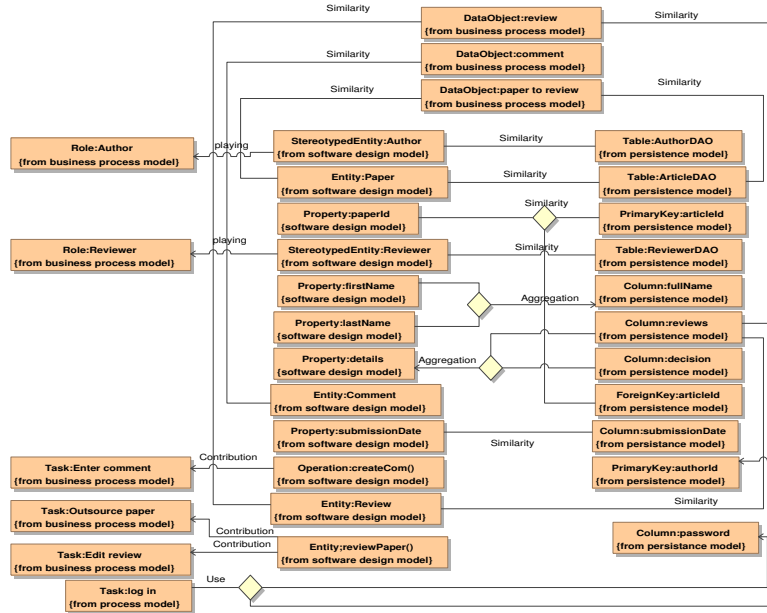 Similarity
DataObject:review
{from business process model}
Similarity
Similarity
DataObject:comment
{from business process model}
Similarity
DataObject:paper to review
{from business process model}
Similarity
Role:Author
{from business process model}
playing
StereotypedEntity:Author
{from software design model}
Similarity
Table:AuthorDAO
{from persistence model}
Entity:Paper
{from software design model}
Similarity
Table:ArticleDAO
{from persistence model}
Property:paperId
{software design model}
Similarity
PrimaryKey:articleId
{from persistence model}
Role:Reviewer
{from business process model}
playing
StereotypedEntity:Reviewer
{from software design model}
Similarity
Table:ReviewerDAO
{from persistence model}
Property:firstName
{software design model}
Aggregation
Column:fullName
{from persistence model}
Property:lastName
{software design model}
Column:reviews
{from persistence model}
Property:details
{software design model}
Aggregation
Column:decision
{from persistence model}
Entity:Comment
{from software design model}
ForeignKey:articleId
{from persistence model}
Property:submissionDate
{from software design model}
Similarity
Column:submissionDate
{from persistance model}
Task:Enter comment
{from business process model}
Contribution
Operation:createCom()
{from software design model}
PrimaryKey:authorId
{from persistance model}
Task:Outsource paper
{from business process model}
Entity:Review
{from software design model}
Similarity
Contribution
Task:Edit review
{from business process model}
Contribution
Entity;reviewPaper()
{from software design model}
Column:password
{from persistance model}
Task:log in
{from process model}
Use